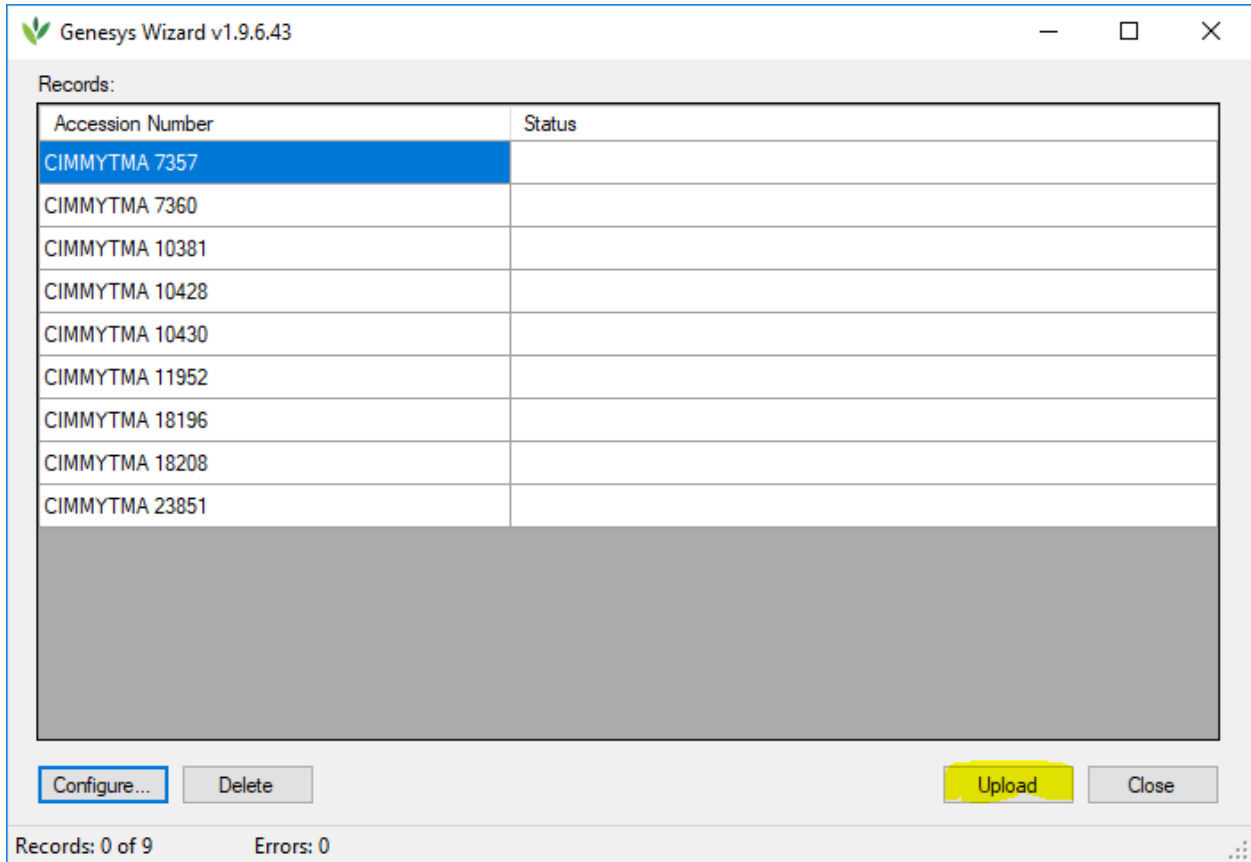 Genesys Wizard v1.9.6.43
Records:
Accession Number Status
CIMMYTMA 7357
CIMMYTMA 7360
CIMMYTMA 10381
CIMMYTMA 10428
CIMMYTMA 10430
CIMMYTMA 11952
CIMMYTMA 18196
CIMMYTMA 18208
CIMMYTMA 23851
Configure... Delete Upload Close
Records: 0 of 9 Errors: 0